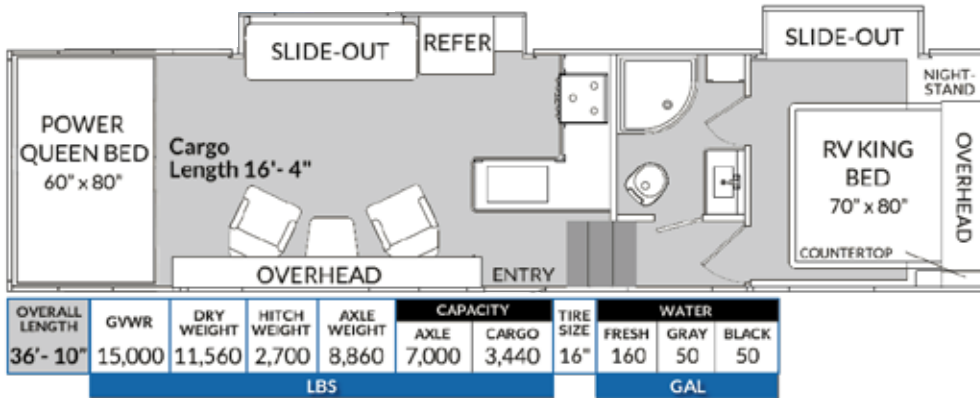 SLIDE-OUT
REFER
SLIDE-OUT
NIGHT-
STAND
POWER
QUEEN BED
60" x 80"
Cargo
Length 16'- 4"
RV KING
BED
70" x 80"
OVERHEAD
COUNTERTOP
OVERHEAD
ENTRY
OVERALL
LENGTH
36'- 10"
GVWR
15,000
DRY
WEIGHT
11,560
HITCH
WEIGHT
2,700
AXLE
WEIGHT
8,860
CAPACITY
AXLE
7,000
CARGO
3,440
TIRE
SIZE
16"
WATER
FRESH
160
GRAY
50
BLACK
50
LBS
GAL